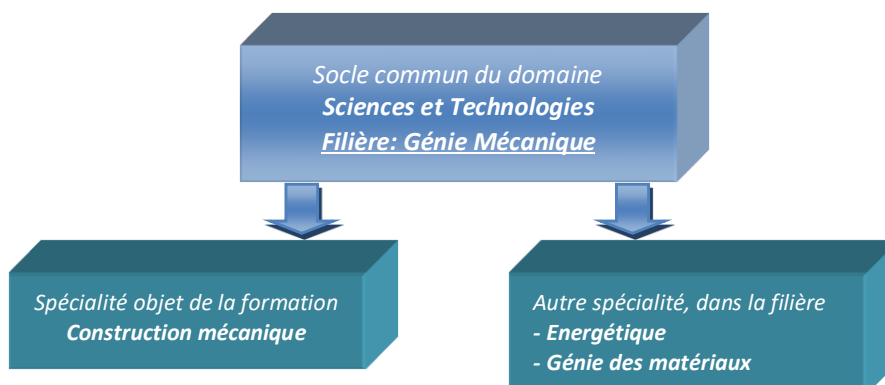 Socle commun du domaine
Sciences et Technologies
Filière: Génie Mécanique
Spécialité objet de la formation
Construction mécanique
Autre spécialité, dans la filière
- Energétique
- Génie des matériaux